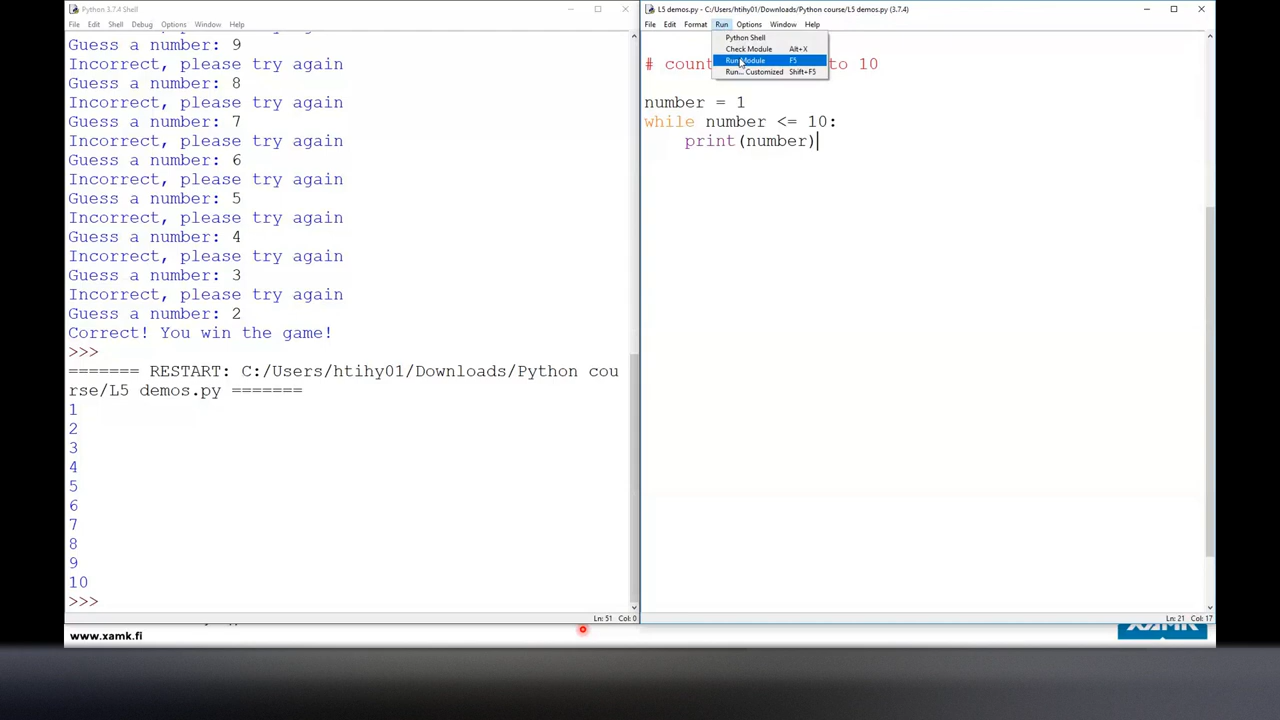 Python 3.7.4 Shell
File Edit Shell Debug Options Window Help
Guess a number: 9
Incorrect, please try again
Guess a number: 8
Incorrect, please try again
Guess a number: 7
Incorrect, please try again
Guess a number: 6
Incorrect, please try again
Guess a number: 5
Incorrect, please try again
Guess a number: 4
Incorrect, please try again
Guess a number: 3
Incorrect, please try again
Guess a number: 2
Correct! You win the game!
>>>
======= RESTART: C:/Users/htihy01/Downloads/Python cou
rse/L5 demos.py =======
1
2
3
4
5
6
7
8
9
10
>>>
Ln: 51 Col: 0
L5 demos.py - C:/Users/htihy01/Downloads/Python course/L5 demos.py (3.7.4)
File Edit Format Run Options Window Help
Python Shell
Check Module Alt+X
Run Module F5
Run... Customized Shift+F5
# count to 10
number = 1
while number <= 10:
    print(number)
Ln: 21 Col: 17
www.xamk.fi